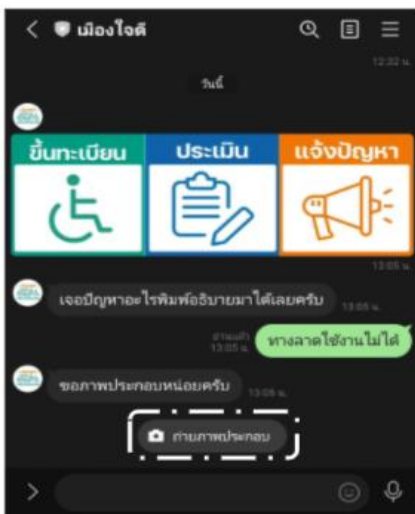 เมืองใจดี
12:32 น.
วันนี้
ขึ้นทะเบียน
ประเมิน
แจ้งปัญหา
13:05 น.
เจอปัญหาอะไรพิมพ์อธิบายมาได้เลยครับ
13:05 น.
อ่านแล้ว
13:05 น.
ทางลาดใช้งานไม่ได้
ขอภาพประกอบหน่อยครับ
13:05 น.
ถ่ายภาพประกอบ